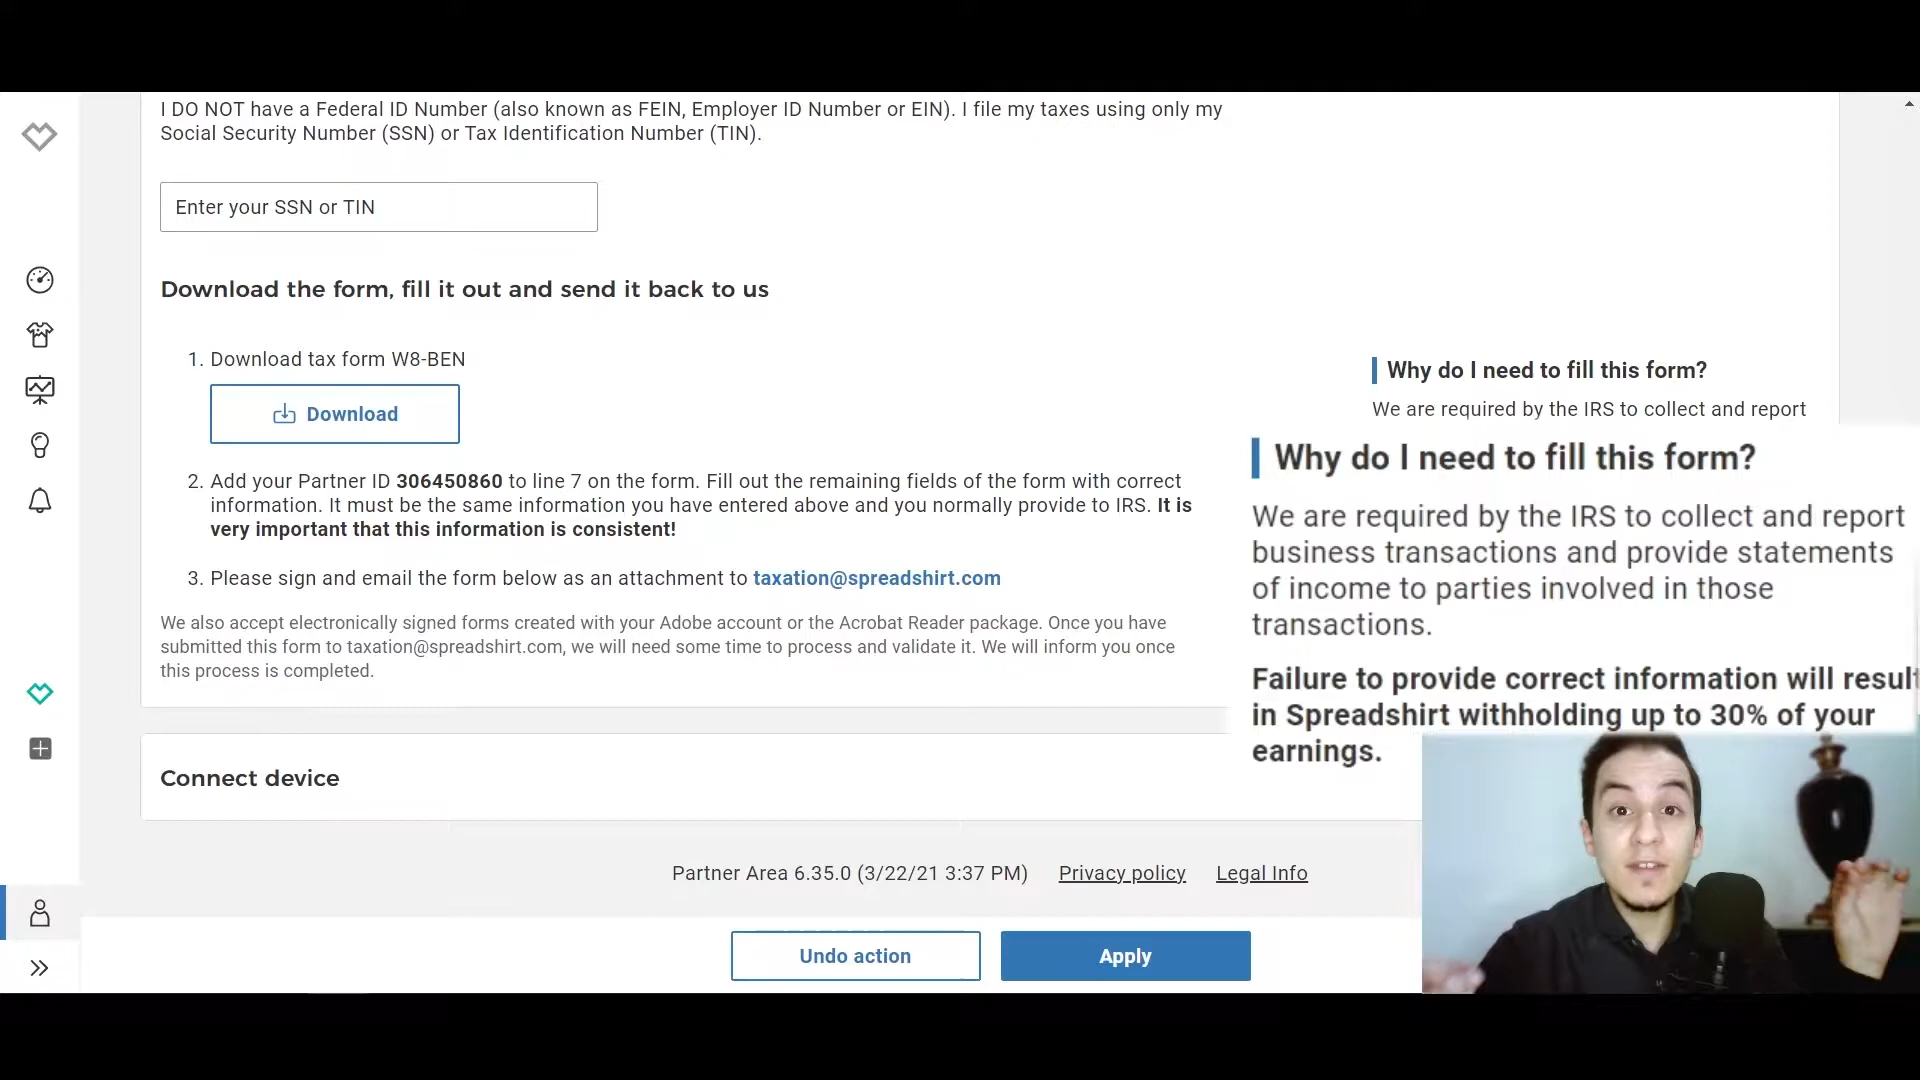 I DO NOT have a Federal ID Number (also known as FEIN, Employer ID Number or EIN). I file my taxes using only my
Social Security Number (SSN) or Tax Identification Number (TIN).
Enter your SSN or TIN
Download the form, fill it out and send it back to us
1. Download tax form W8-BEN
Download
2. Add your Partner ID 306450860 to line 7 on the form. Fill out the remaining fields of the form with correct
information. It must be the same information you have entered above and you normally provide to IRS. It is
very important that this information is consistent!
3. Please sign and email the form below as an attachment to taxation@spreadshirt.com
We also accept electronically signed forms created with your Adobe account or the Acrobat Reader package. Once you have
submitted this form to taxation@spreadshirt.com, we will need some time to process and validate it. We will inform you once
this process is completed.
Why do I need to fill this form?
We are required by the IRS to collect and report
Why do I need to fill this form?
We are required by the IRS to collect and report
business transactions and provide statements
of income to parties involved in those
transactions.
Failure to provide correct information will result
in Spreadshirt withholding up to 30% of your
earnings.
Connect device
Partner Area 6.35.0 (3/22/21 3:37 PM) Privacy policy Legal Info
Undo action
Apply